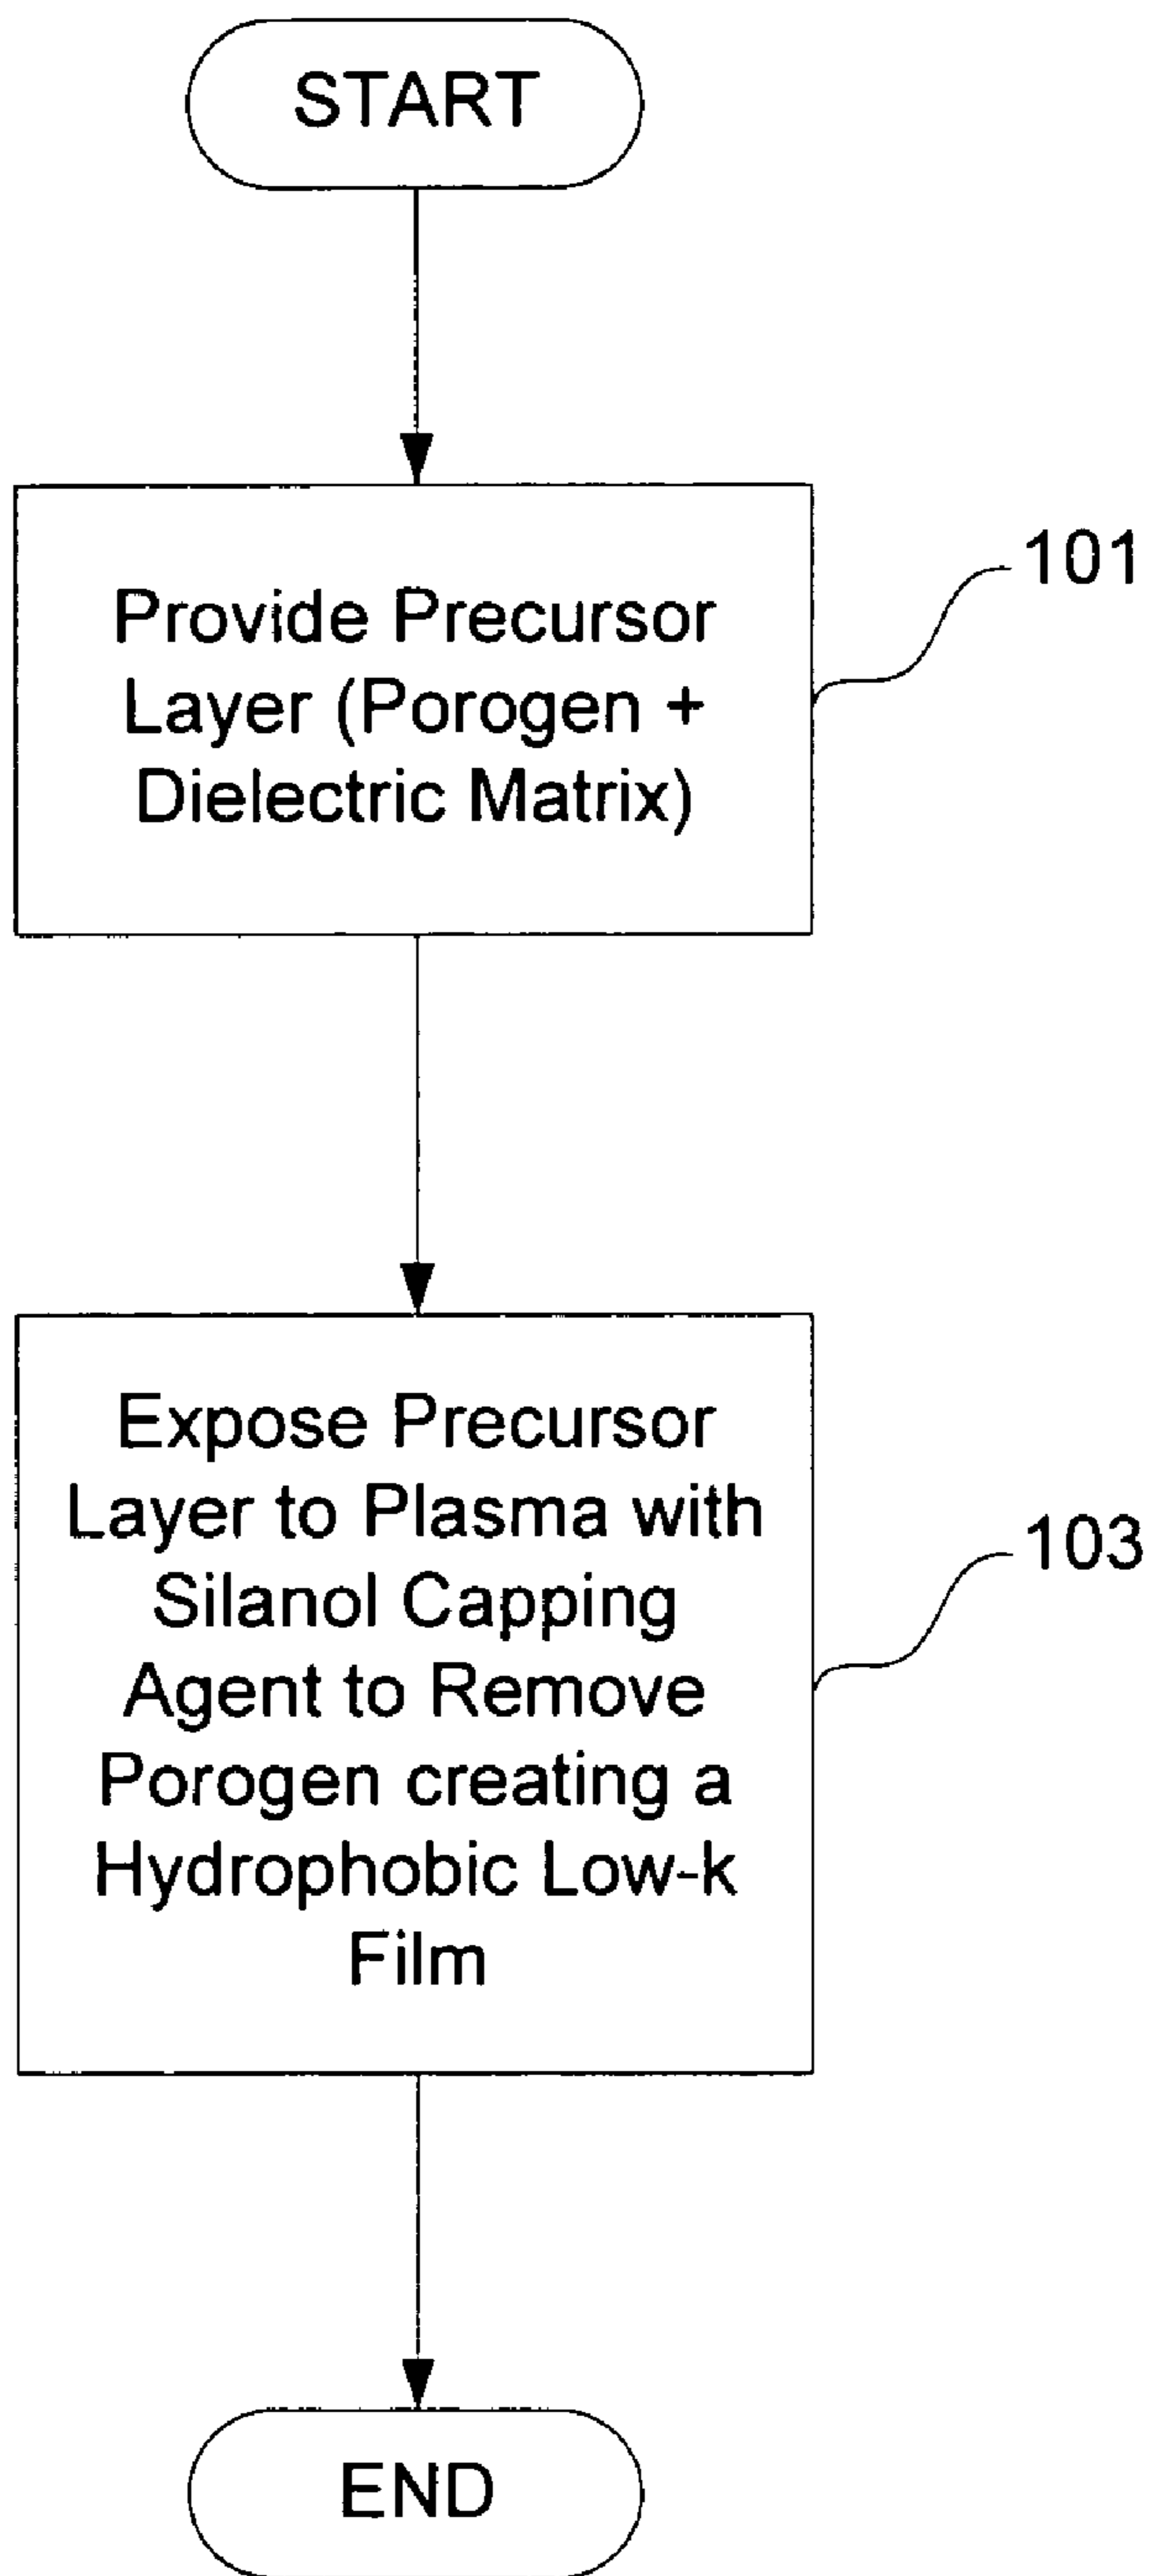 START
Provide Precursor
Layer (Porogen +
Dielectric Matrix)
101
Expose Precursor
Layer to Plasma with
Silanol Capping
Agent to Remove
Porogen creating a
Hydrophobic Low-k
Film
103
END